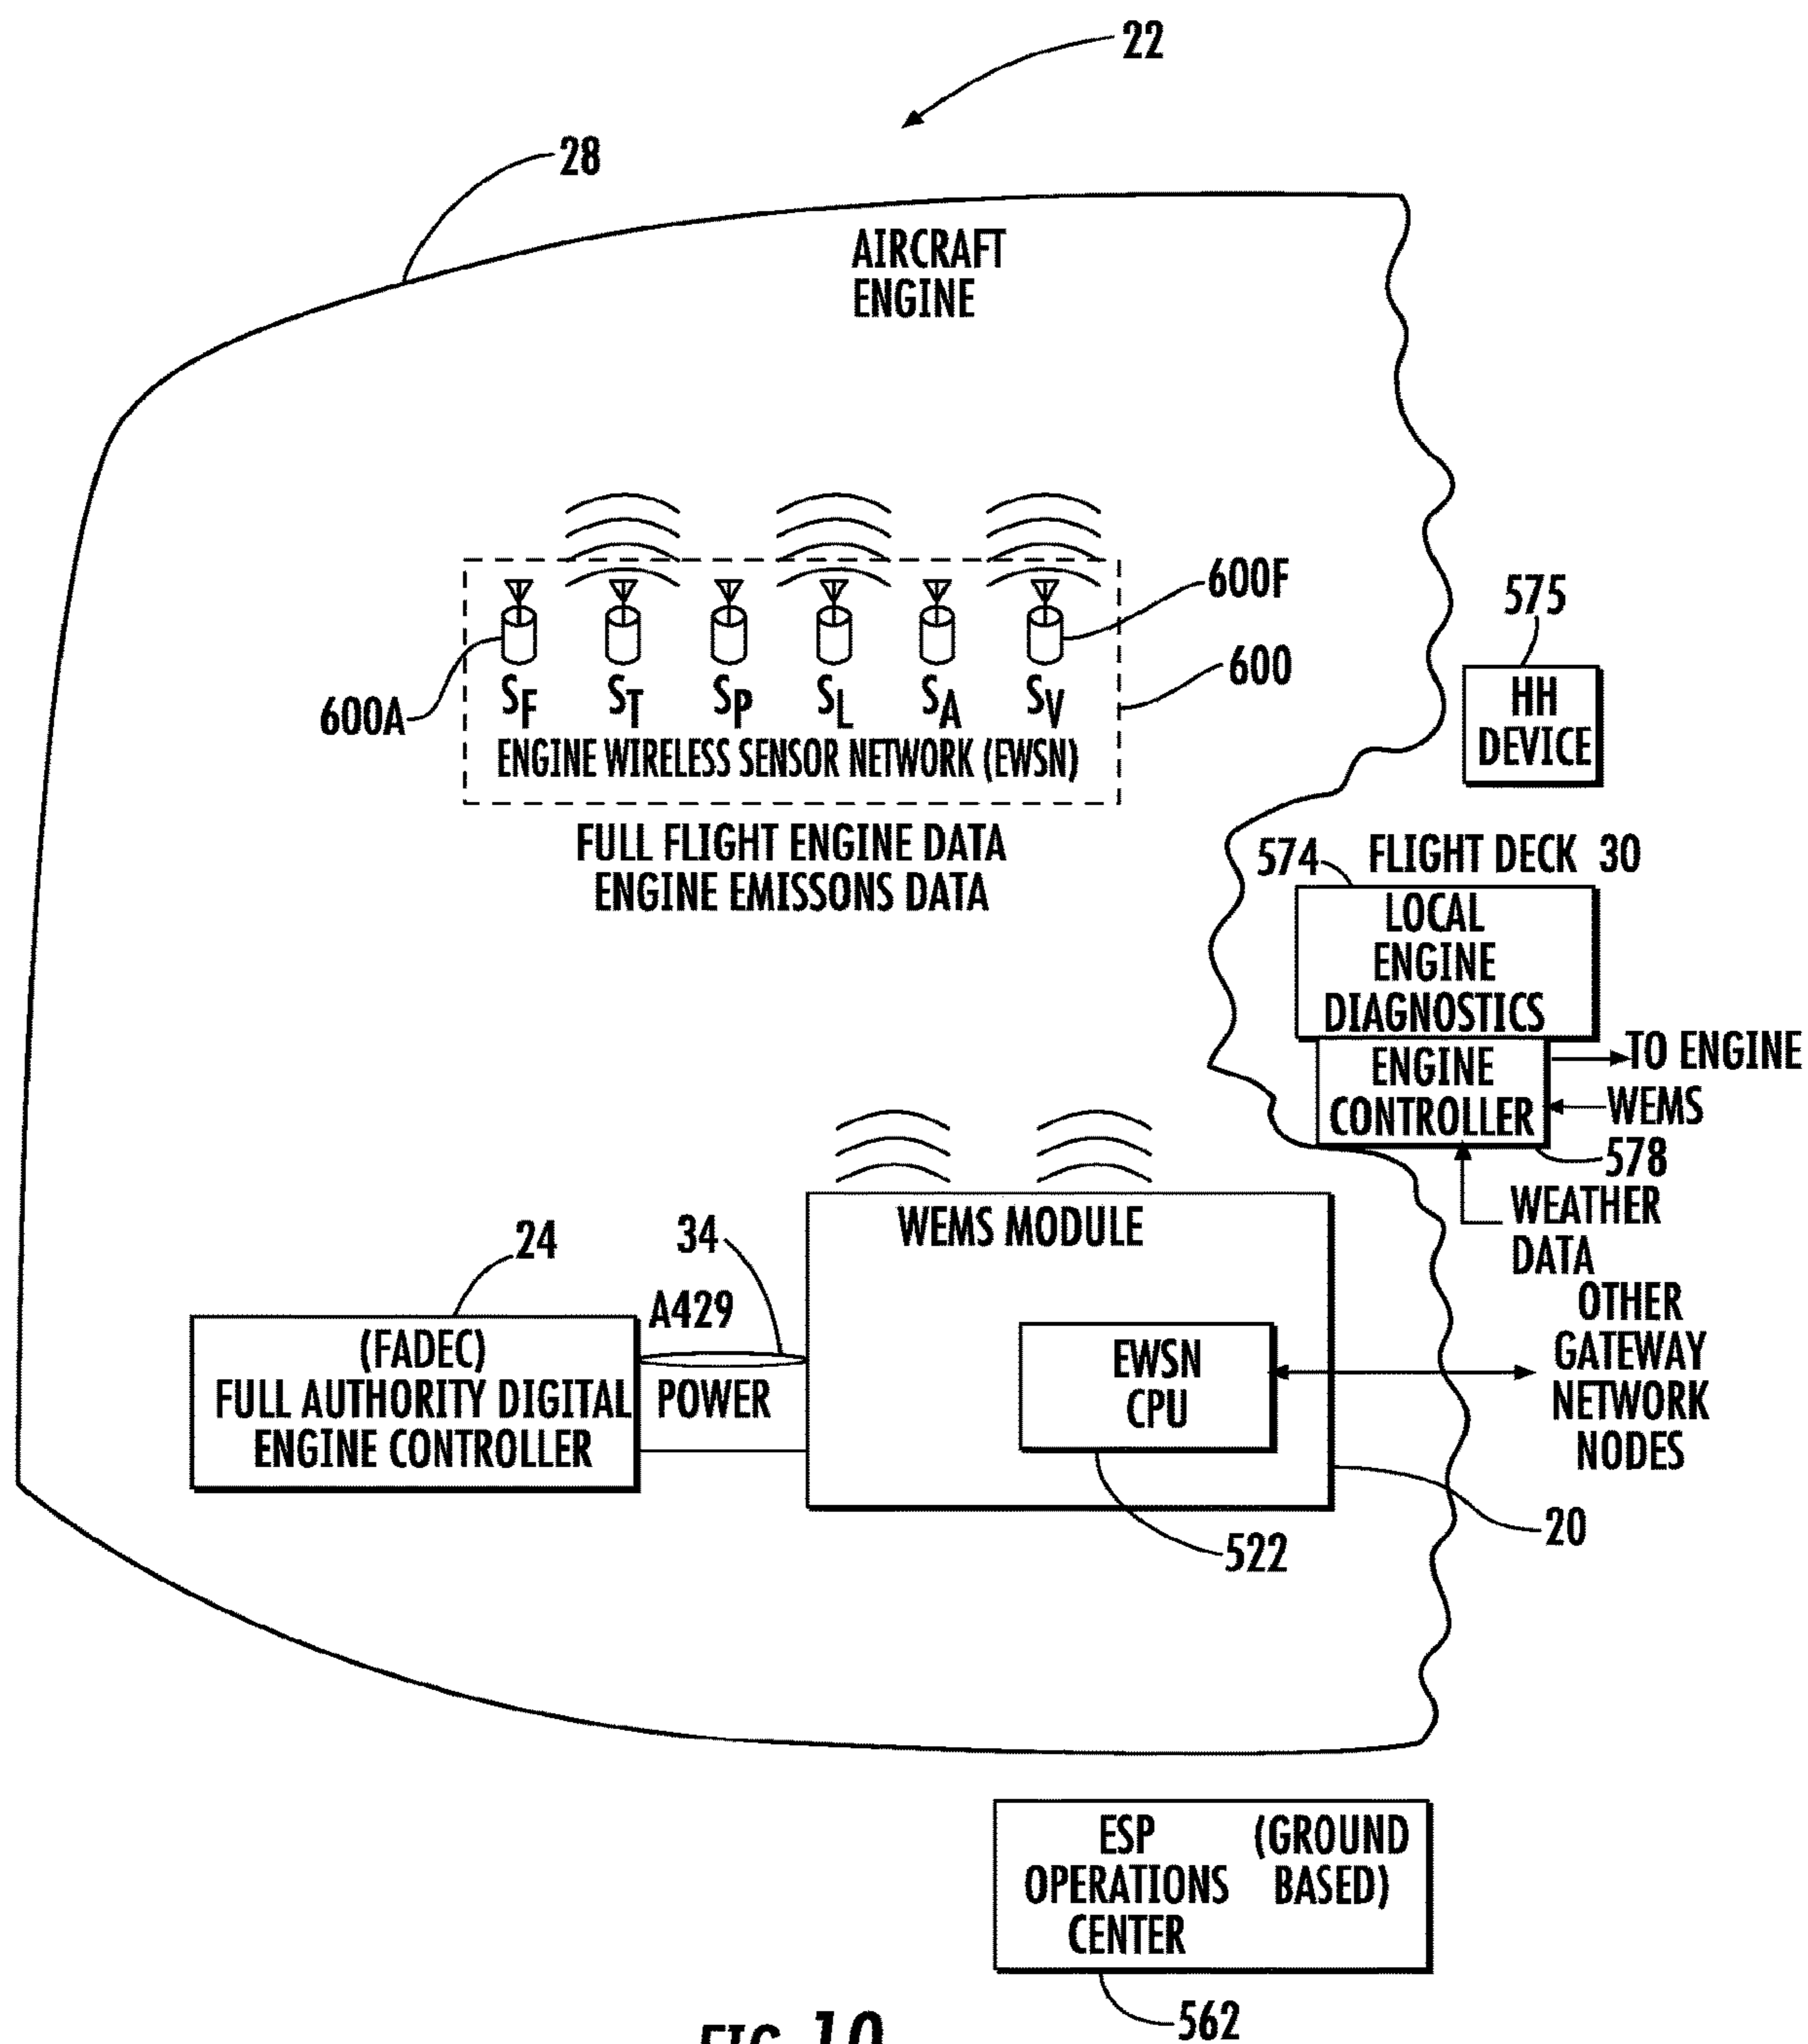 22
28
AIRCRAFT
ENGINE
600F
575
600
600A
HH
DEVICE
SF ST SP SL SA SV
ENGINE WIRELESS SENSOR NETWORK (EWSN)
FULL FLIGHT ENGINE DATA
ENGINE EMISSONS DATA
574
FLIGHT DECK 30
LOCAL
ENGINE
DIAGNOSTICS
ENGINE
CONTROLLER
TO ENGINE
WEMS
578
WEATHER
DATA
WEMS MODULE
24
34
A429
(FADEC)
FULL AUTHORITY DIGITAL
ENGINE CONTROLLER
POWER
EWSN
CPU
OTHER
GATEWAY
NETWORK
NODES
20
522
ESP (GROUND
OPERATIONS BASED)
CENTER
562
FIG. 10